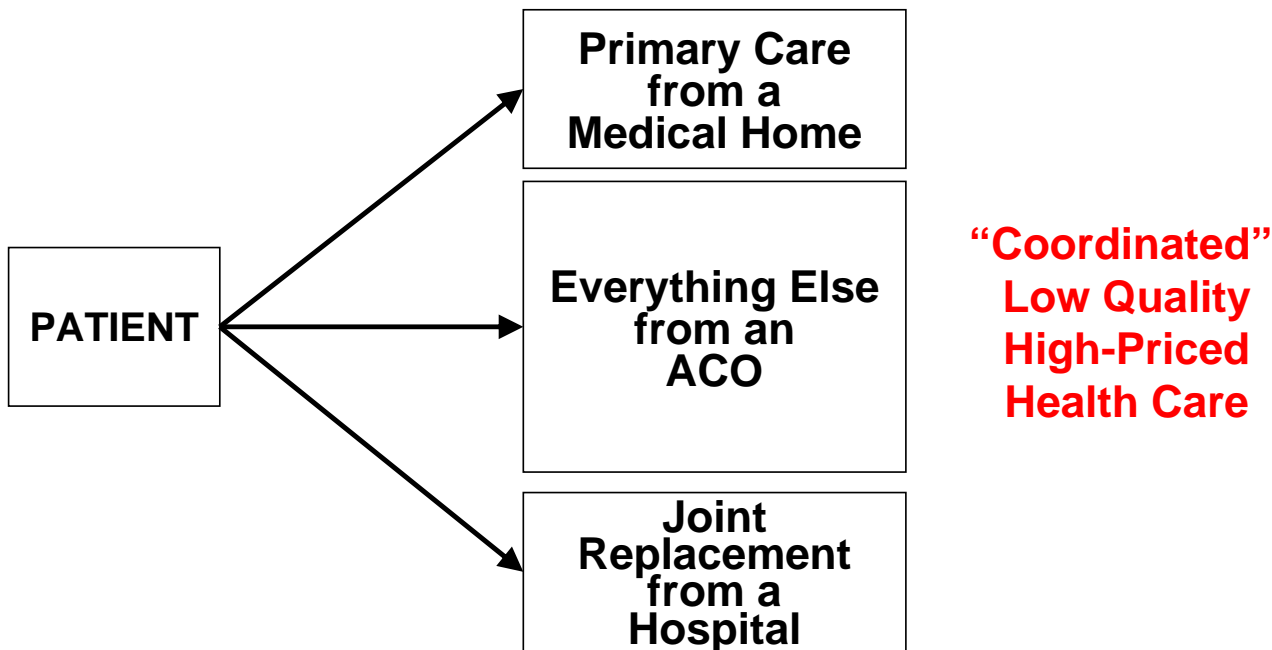 Primary Care
from a
Medical Home
PATIENT
Everything Else
from an
ACO
Joint
Replacement
from a
Hospital
“Coordinated”
Low Quality
High-Priced
Health Care